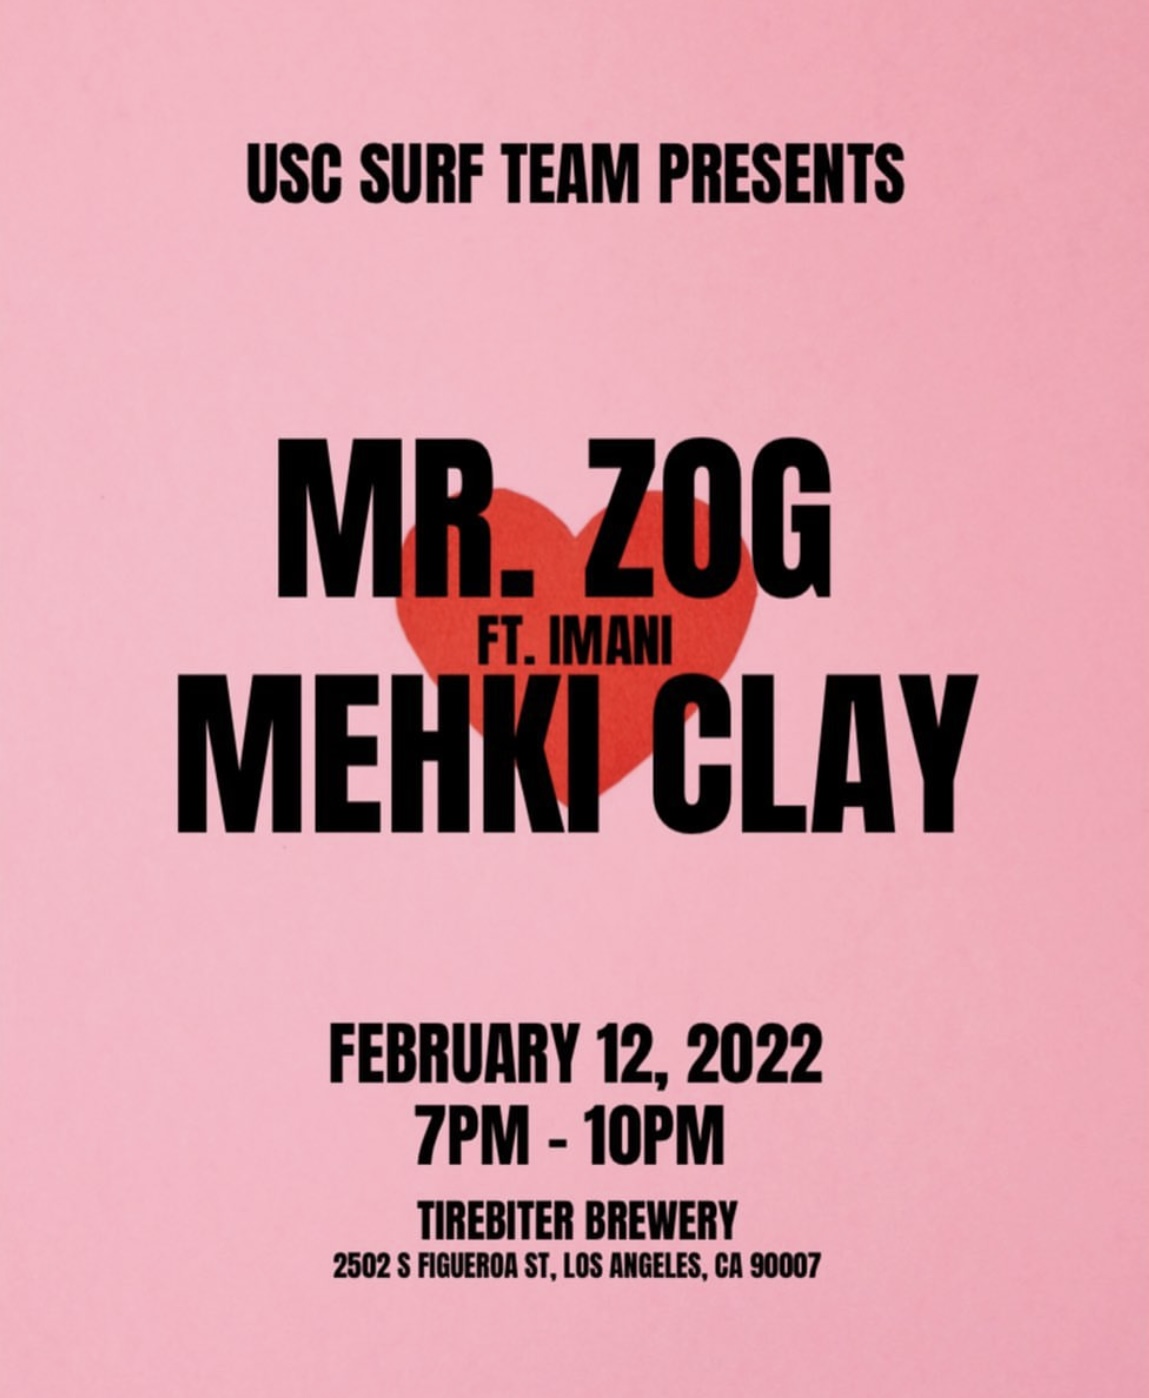 USC SURF TEAM PRESENTS
MR. ZOG
FT. IMANI
MEHKI CLAY
FEBRUARY 12, 2022
7PM - 10PM
TIREBITER BREWERY
2502 S FIGUEROA ST, LOS ANGELES, CA 90007